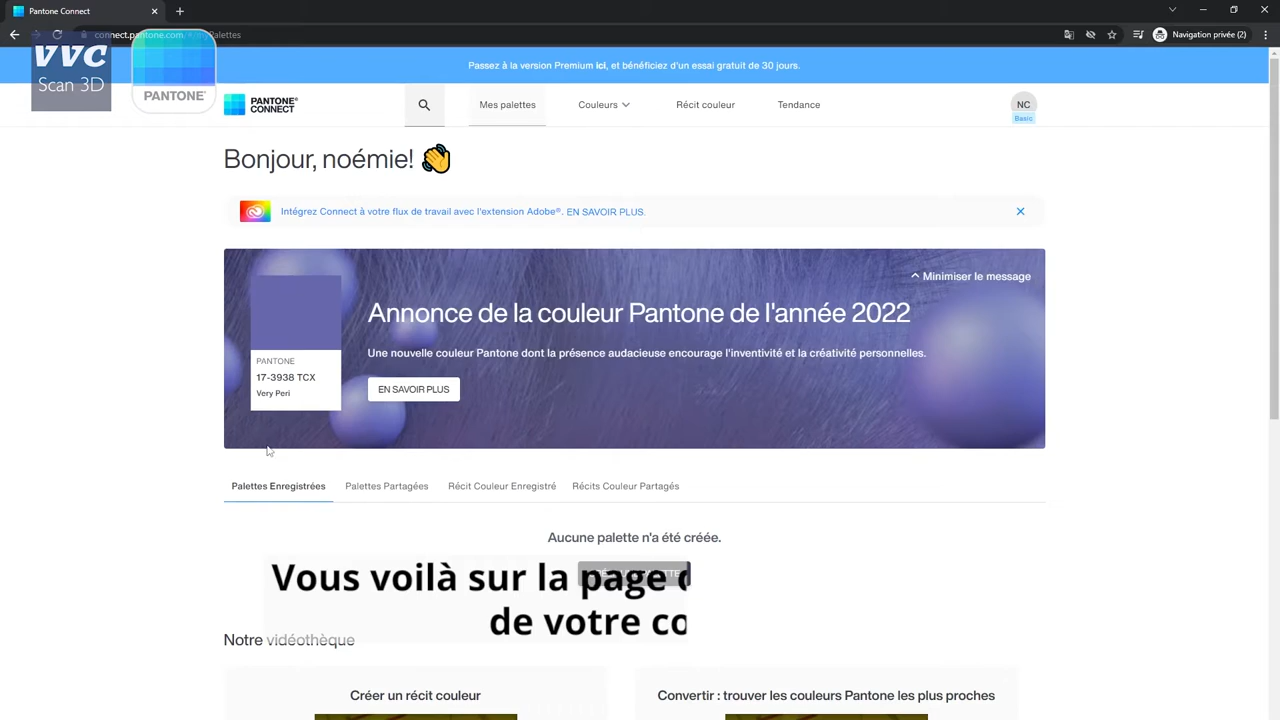 Pantone Connect
connect.pantone.com
Navigation privée (2)
VVC
Scan 3D
PANTONE
Passez à la version Premium ici, et bénéficiez d'un essai gratuit de 30 jours.
PANTONE®
CONNECT
Mes palettes
Couleurs
Récit couleur
Tendance
NC
Basic
Bonjour, noémie!
Intégrez Connect à votre flux de travail avec l'extension Adobe®. EN SAVOIR PLUS.
Minimiser le message
Annonce de la couleur Pantone de l'année 2022
Une nouvelle couleur Pantone dont la présence audacieuse encourage l'inventivité et la créativité personnelles.
EN SAVOIR PLUS
PANTONE
17-3938 TCX
Very Peri
Palettes Enregistrées
Palettes Partagées
Récit Couleur Enregistré
Récits Couleur Partagés
Aucune palette n'a été créée.
Vous voilà sur la page
de votre
Notre vidéothèque
Créer un récit couleur
Convertir : trouver les couleurs Pantone les plus proches